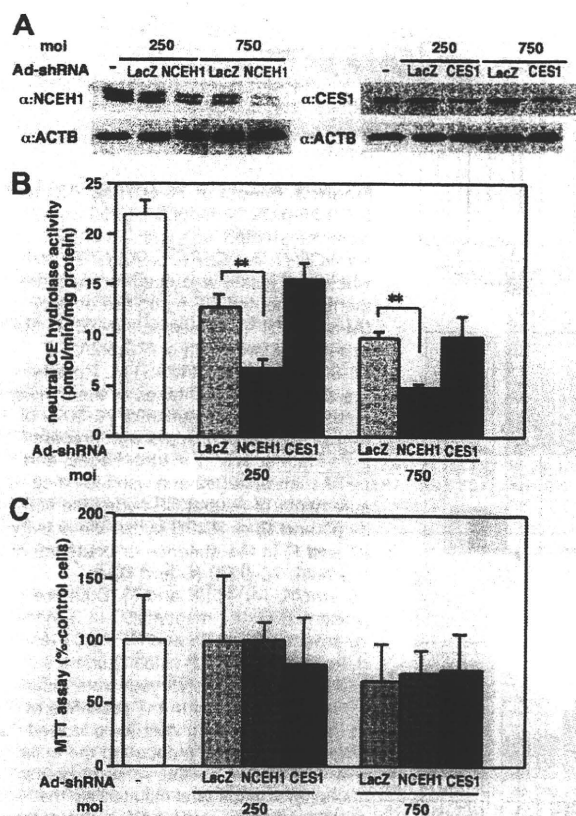 A
moi 250 750 250 750
Ad-shRNA - LacZ NCEH1 LacZ NCEH1 - LacZ CES1 LacZ CES1
α:NCEH1 α:CES1
α:ACTB α:ACTB
B
neutral CE hydrolase activity
(pmol/min/mg protein)
25
20
15
10
5
0
** **
Ad-shRNA - LacZ NCEH1 CES1 LacZ NCEH1 CES1
moi 250 750
C
MTT assay (%-control cells)
200
150
100
50
0
Ad-shRNA - LacZ NCEH1 CES1 LacZ NCEH1 CES1
moi 250 750